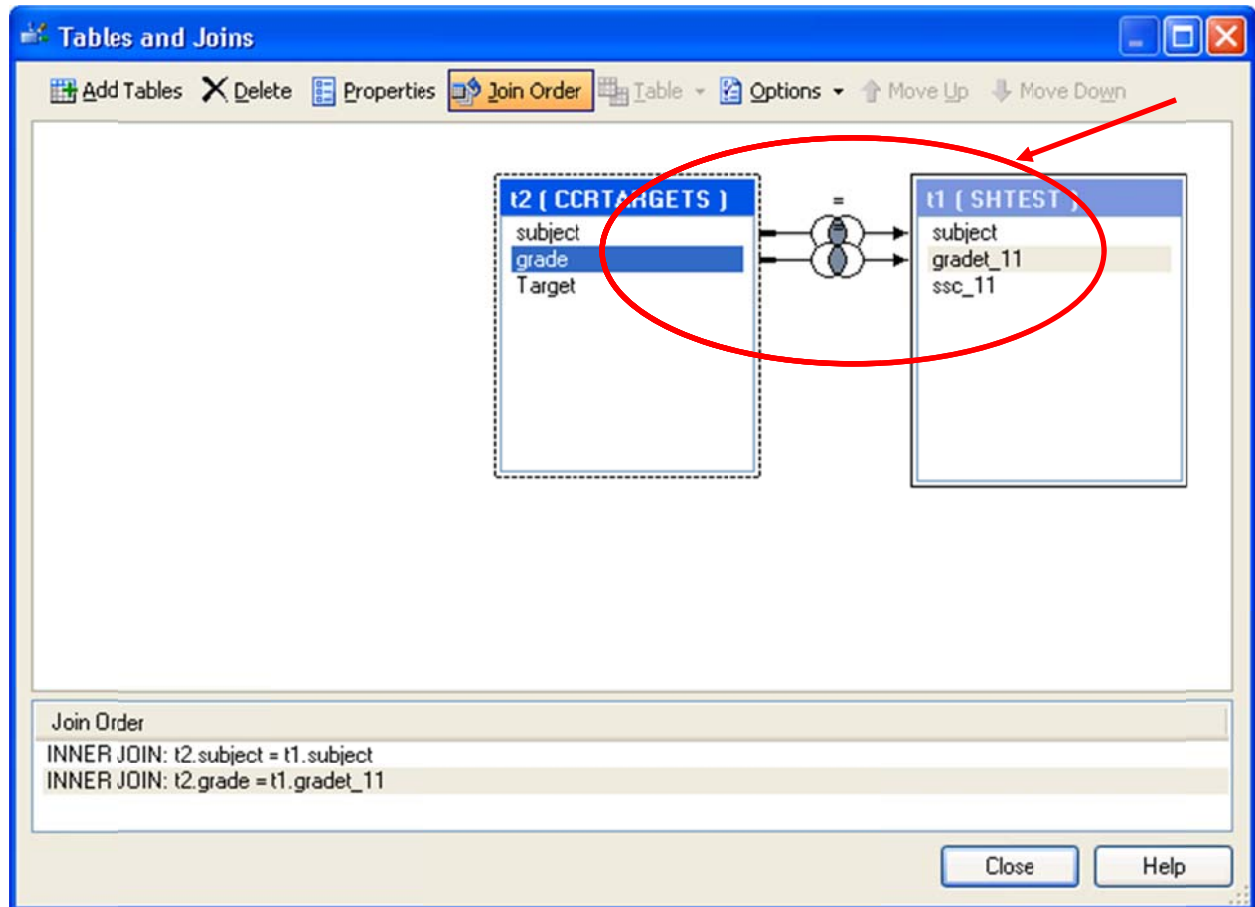 Tables and Joins
Add Tables Delete Properties Join Order Table Options Move Up Move Down
t2 ( CCRTARGETS )
subject
grade
Target
=
t1 ( SHTEST )
subject
gradet_11
ssc_11
Join Order
INNER JOIN: t2.subject = t1.subject
INNER JOIN: t2.grade = t1.gradet_11
Close Help